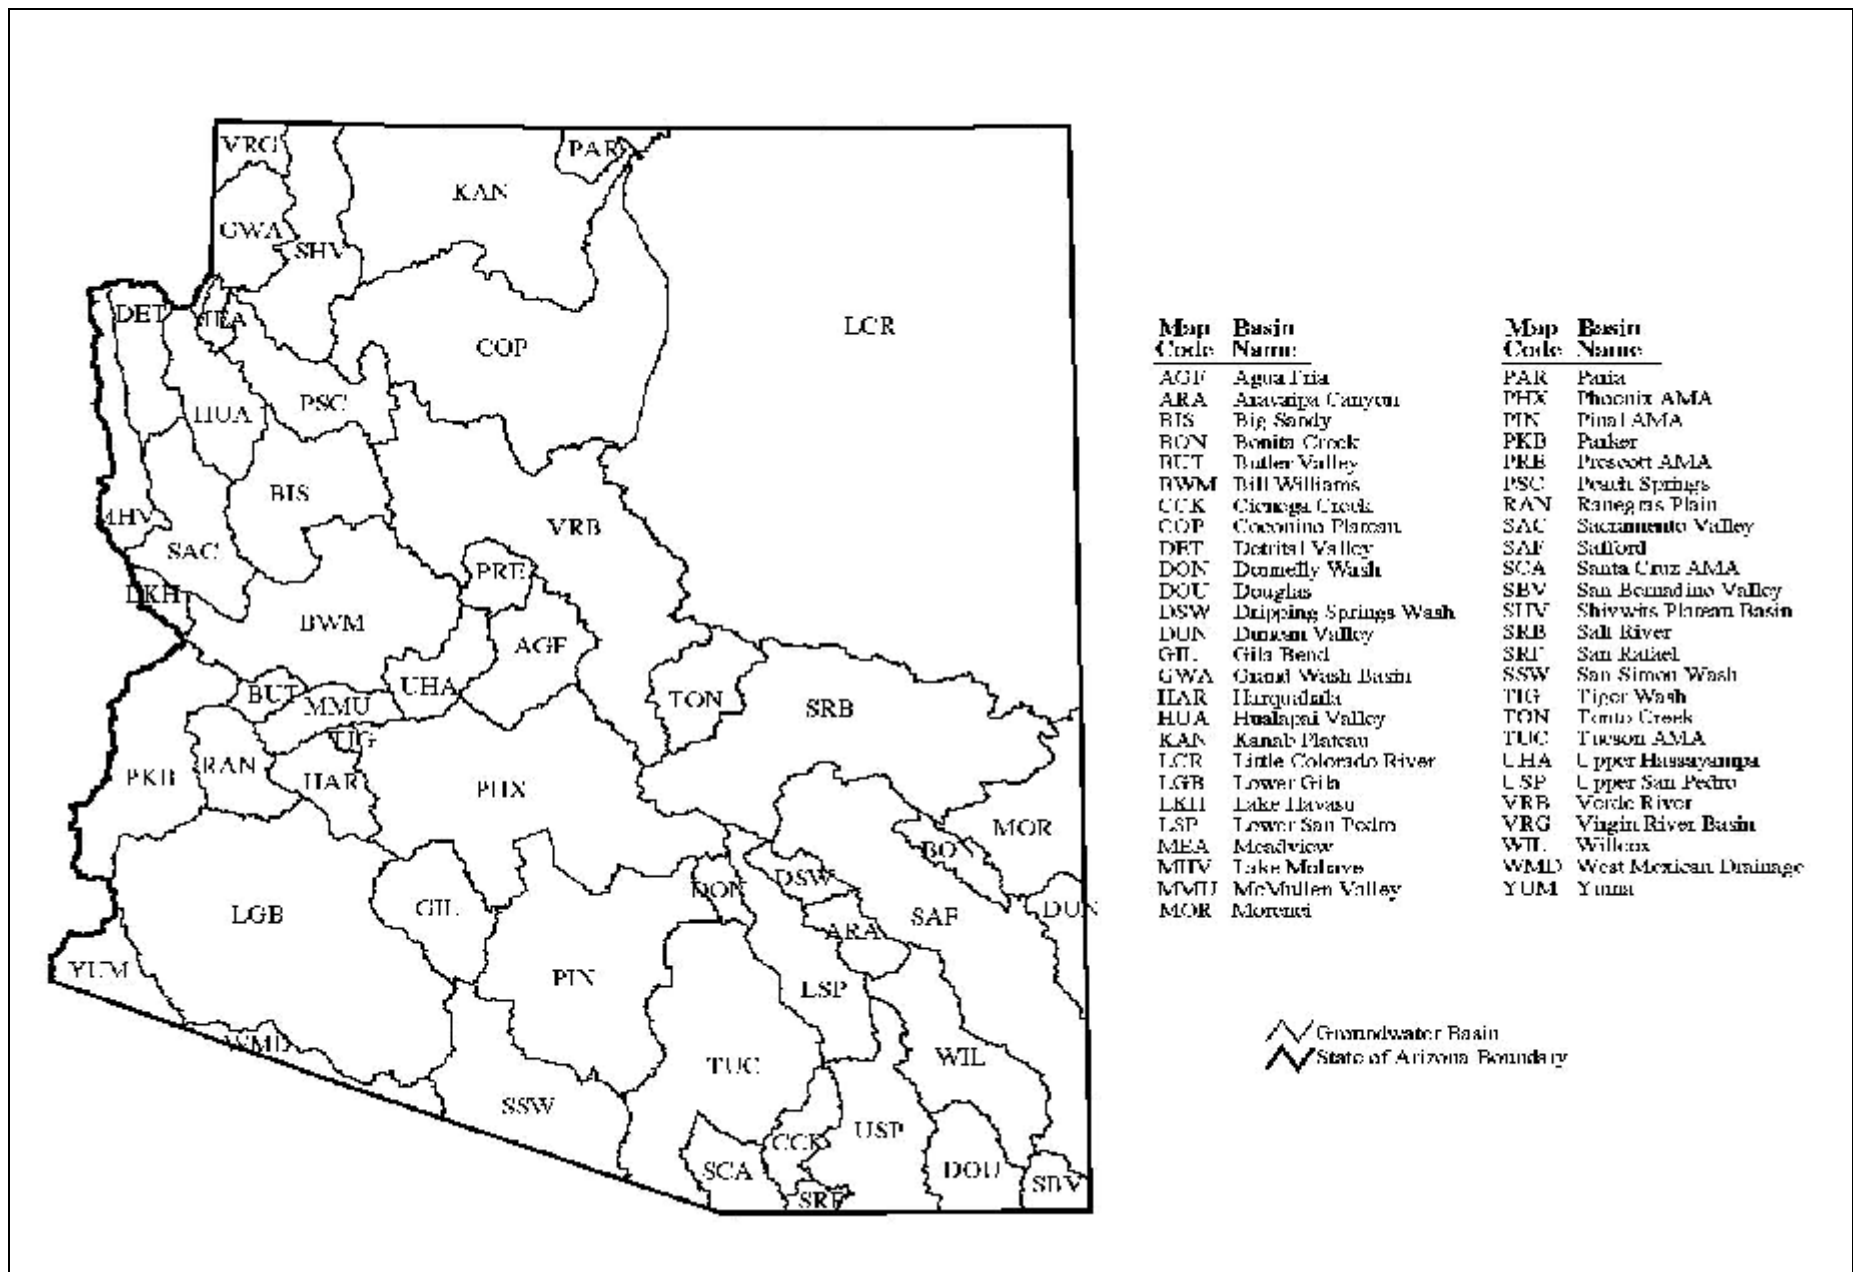 VRG
PAR
KAN
GWA
SHV
DET
MEA
LCR
COP
PSC
HUA
BIS
MHV
VRB
SAC
PRE
LKH
BWM
AGF
UHA
BUT
MMU
TON
SRB
TIG
RAN
HAR
PKB
PHX
MOR
BO
DSW
DON
GIL
LGB
SAF
DUN
ARA
YUM
PIN
LSP
WMD
WIL
TUC
SSW
USP
CCK
SCA
DOU
SBV
SRF
Map Basin
Code Name
AGF Agua Fria
ARA Aravaipa Canyon
BIS Big Sandy
BON Bonita Creek
BUT Butler Valley
BWM Bill Williams
CCK Cienega Creek
COP Coconino Plateau
DET Detrital Valley
DON Donnelly Wash
DOU Douglas
DSW Dripping Springs Wash
DUN Duncan Valley
GIL Gila Bend
GWA Grand Wash Basin
HAR Harquahala
HUA Hualapai Valley
KAN Kanab Plateau
LCR Little Colorado River
LGB Lower Gila
LKH Lake Havasu
LSP Lower San Pedro
MEA Meadview
MHV Lake Mohave
MMU McMullen Valley
MOR Morenci
Map Basin
Code Name
PAR Paria
PHX Phoenix AMA
PIN Pinal AMA
PKB Parker
PRE Prescott AMA
PSC Peach Springs
RAN Ranegras Plain
SAC Sacramento Valley
SAF Safford
SCA Santa Cruz AMA
SBV San Bernadino Valley
SHV Shivwits Plateau Basin
SRB Salt River
SRF San Rafael
SSW San Simon Wash
TIG Tiger Wash
TON Tonto Creek
TUC Tucson AMA
UHA Upper Hassayampa
USP Upper San Pedro
VRB Verde River
VRG Virgin River Basin
WIL Willcox
WMD West Mexican Drainage
YUM Yuma
Groundwater Basin
State of Arizona Boundary